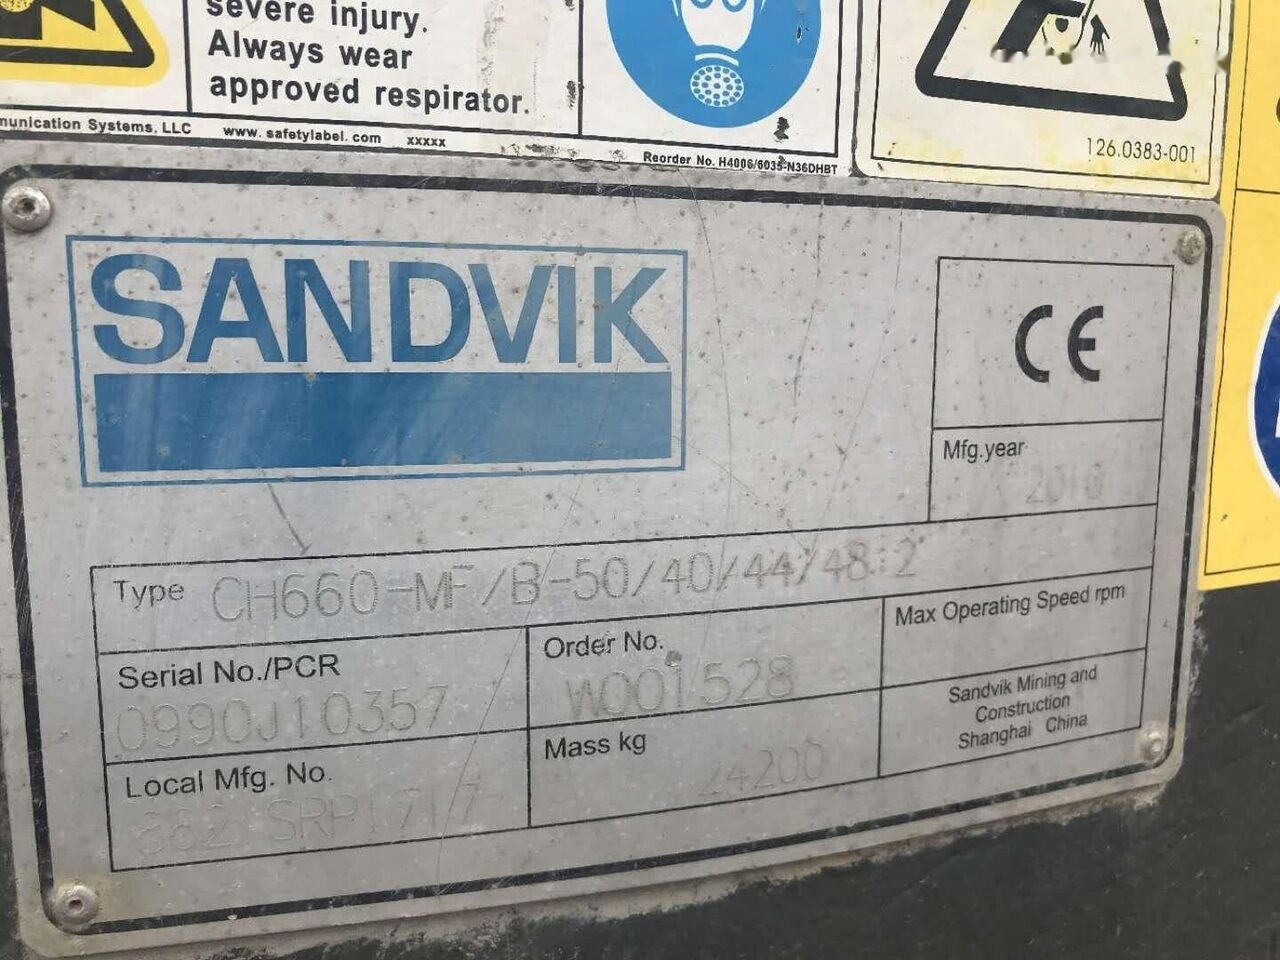 severe injury.
Always wear
approved respirator.
Systems, LLC www.safetylabel.com xxxxx
Reorder No. H4006/6035-N36DHBT
126.0383-001
SANDVIK
CE
Mfg.year
2010
Type CH660-MF/B-50/40/44/48:2
Serial No./PCR
0990J10357
Order No.
W001528
Max Operating Speed rpm
Local Mfg. No.
Mass kg
24200
Sandvik Mining and
Construction
Shanghai China